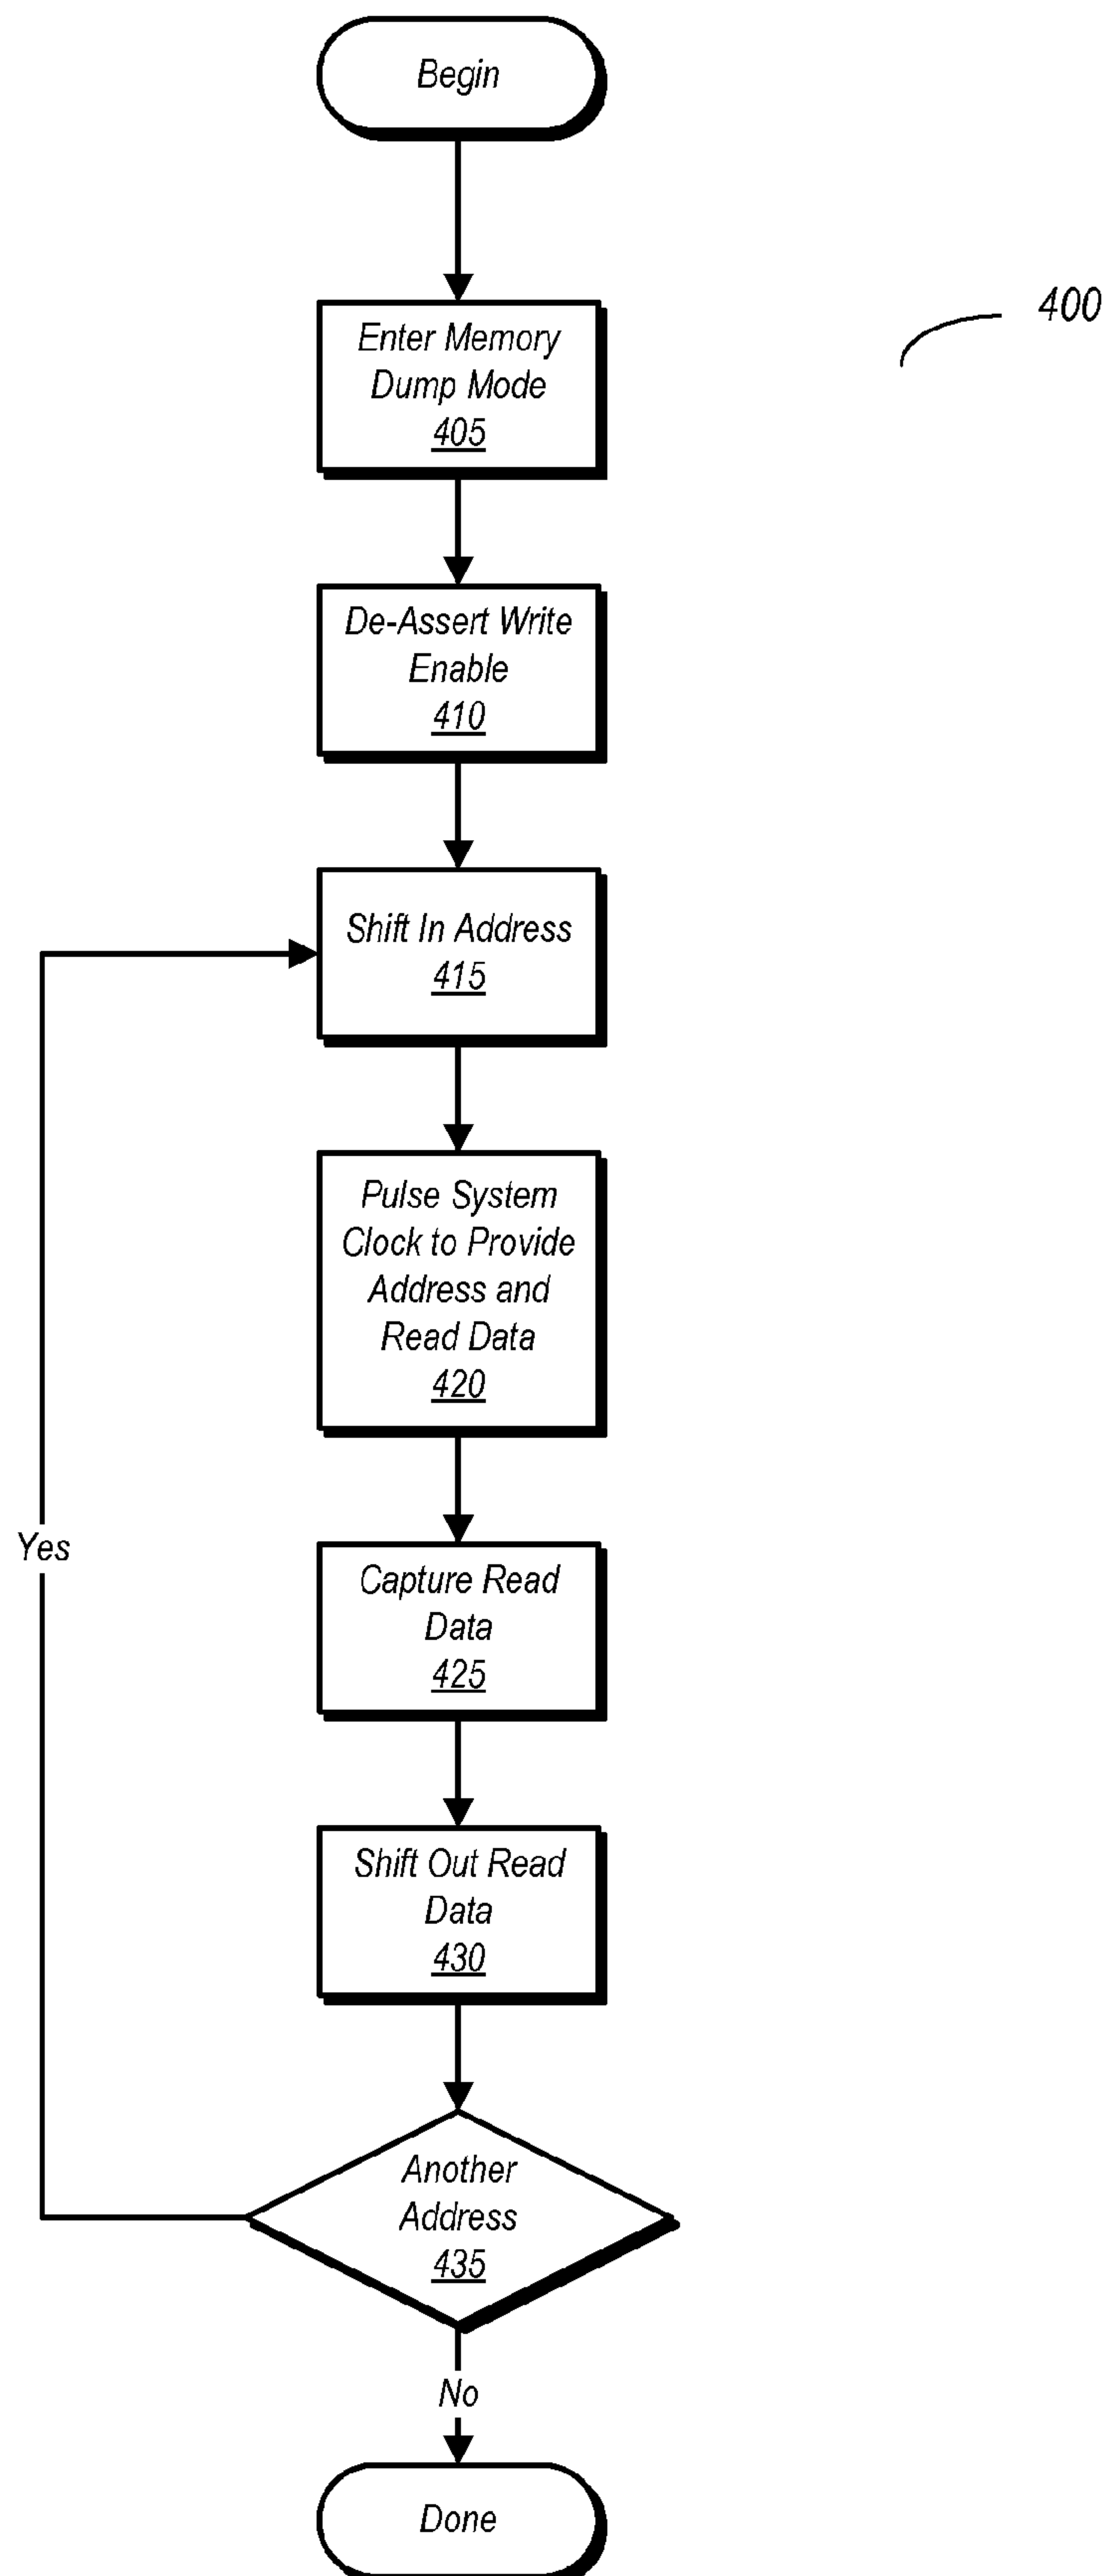 Begin
400
Enter Memory
Dump Mode
405
De-Assert Write
Enable
410
Shift In Address
415
Pulse System
Clock to Provide
Address and
Read Data
420
Yes
Capture Read
Data
425
Shift Out Read
Data
430
Another
Address
435
No
Done